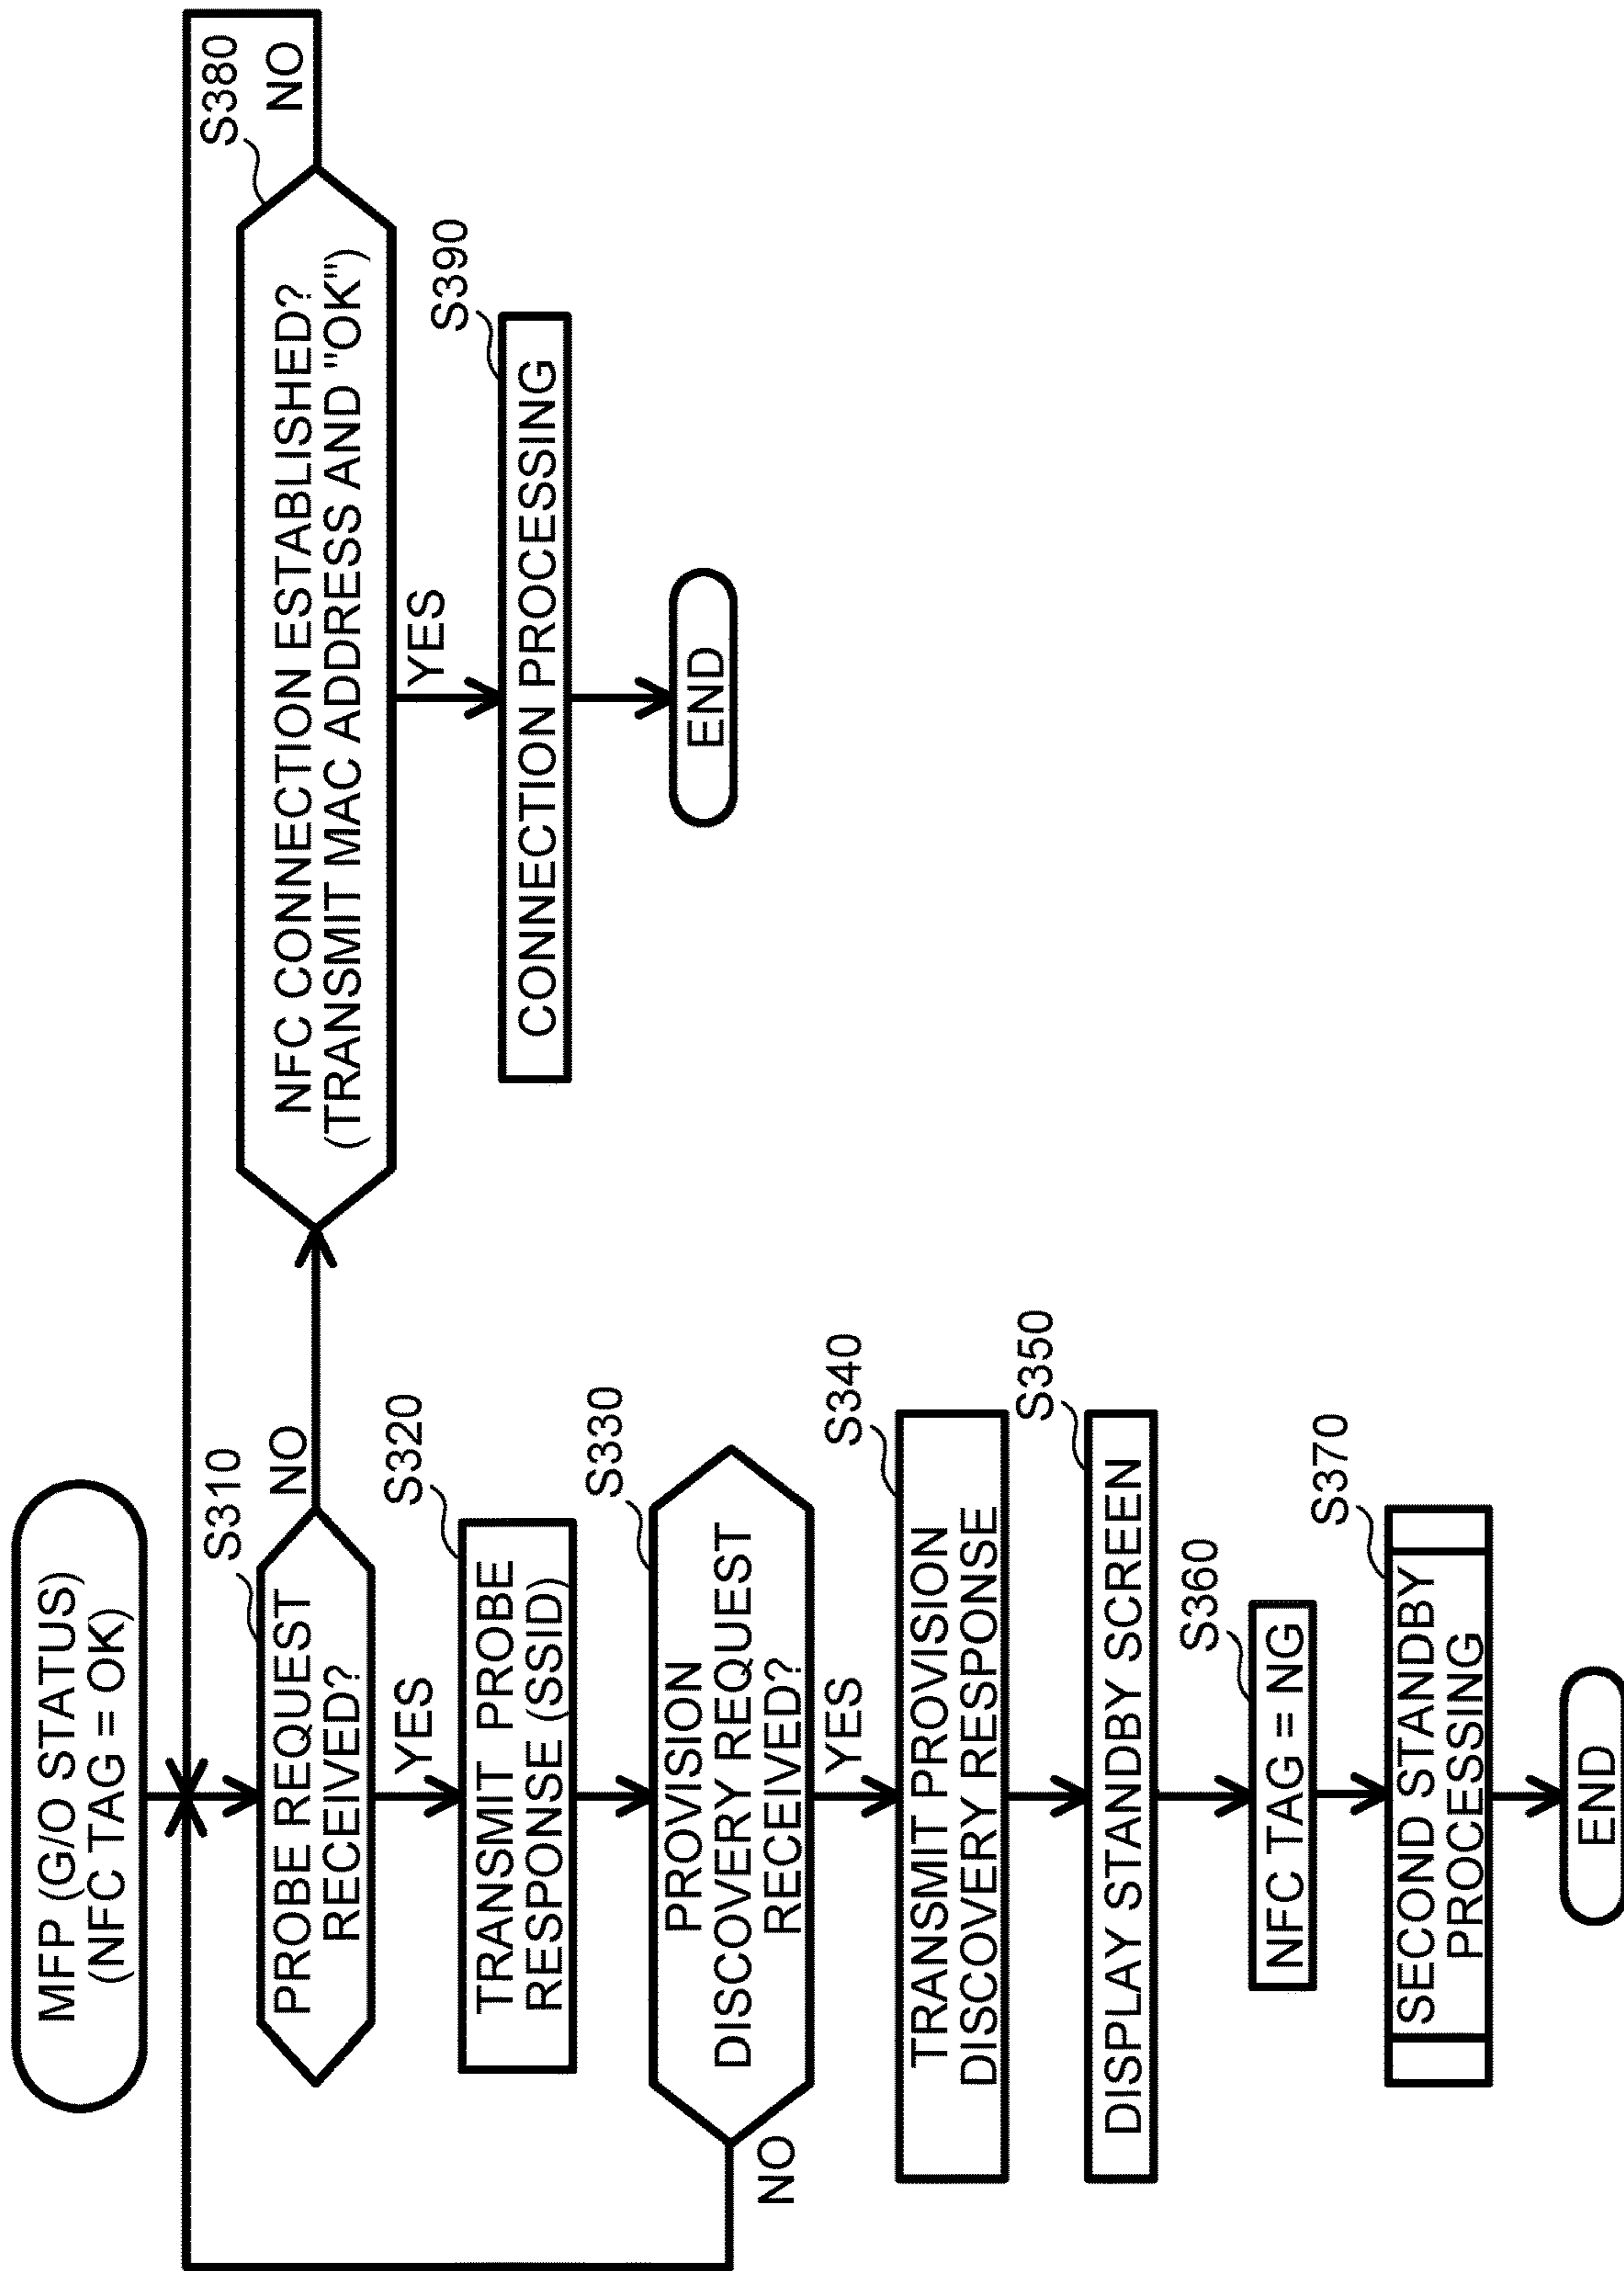 MFP (G/O STATUS)
(NFC TAG = OK)
S310
PROBE REQUEST
RECEIVED?
NO
YES
S320
TRANSMIT PROBE
RESPONSE (SSID)
S330
PROVISION
DISCOVERY REQUEST
RECEIVED?
NO
YES
S340
TRANSMIT PROVISION
DISCOVERY RESPONSE
S350
DISPLAY STANDBY SCREEN
S360
NFC TAG = NG
S370
SECOND STANDBY
PROCESSING
END
S380
NFC CONNECTION ESTABLISHED?
(TRANSMIT MAC ADDRESS AND "OK")
NO
YES
S390
CONNECTION PROCESSING
END